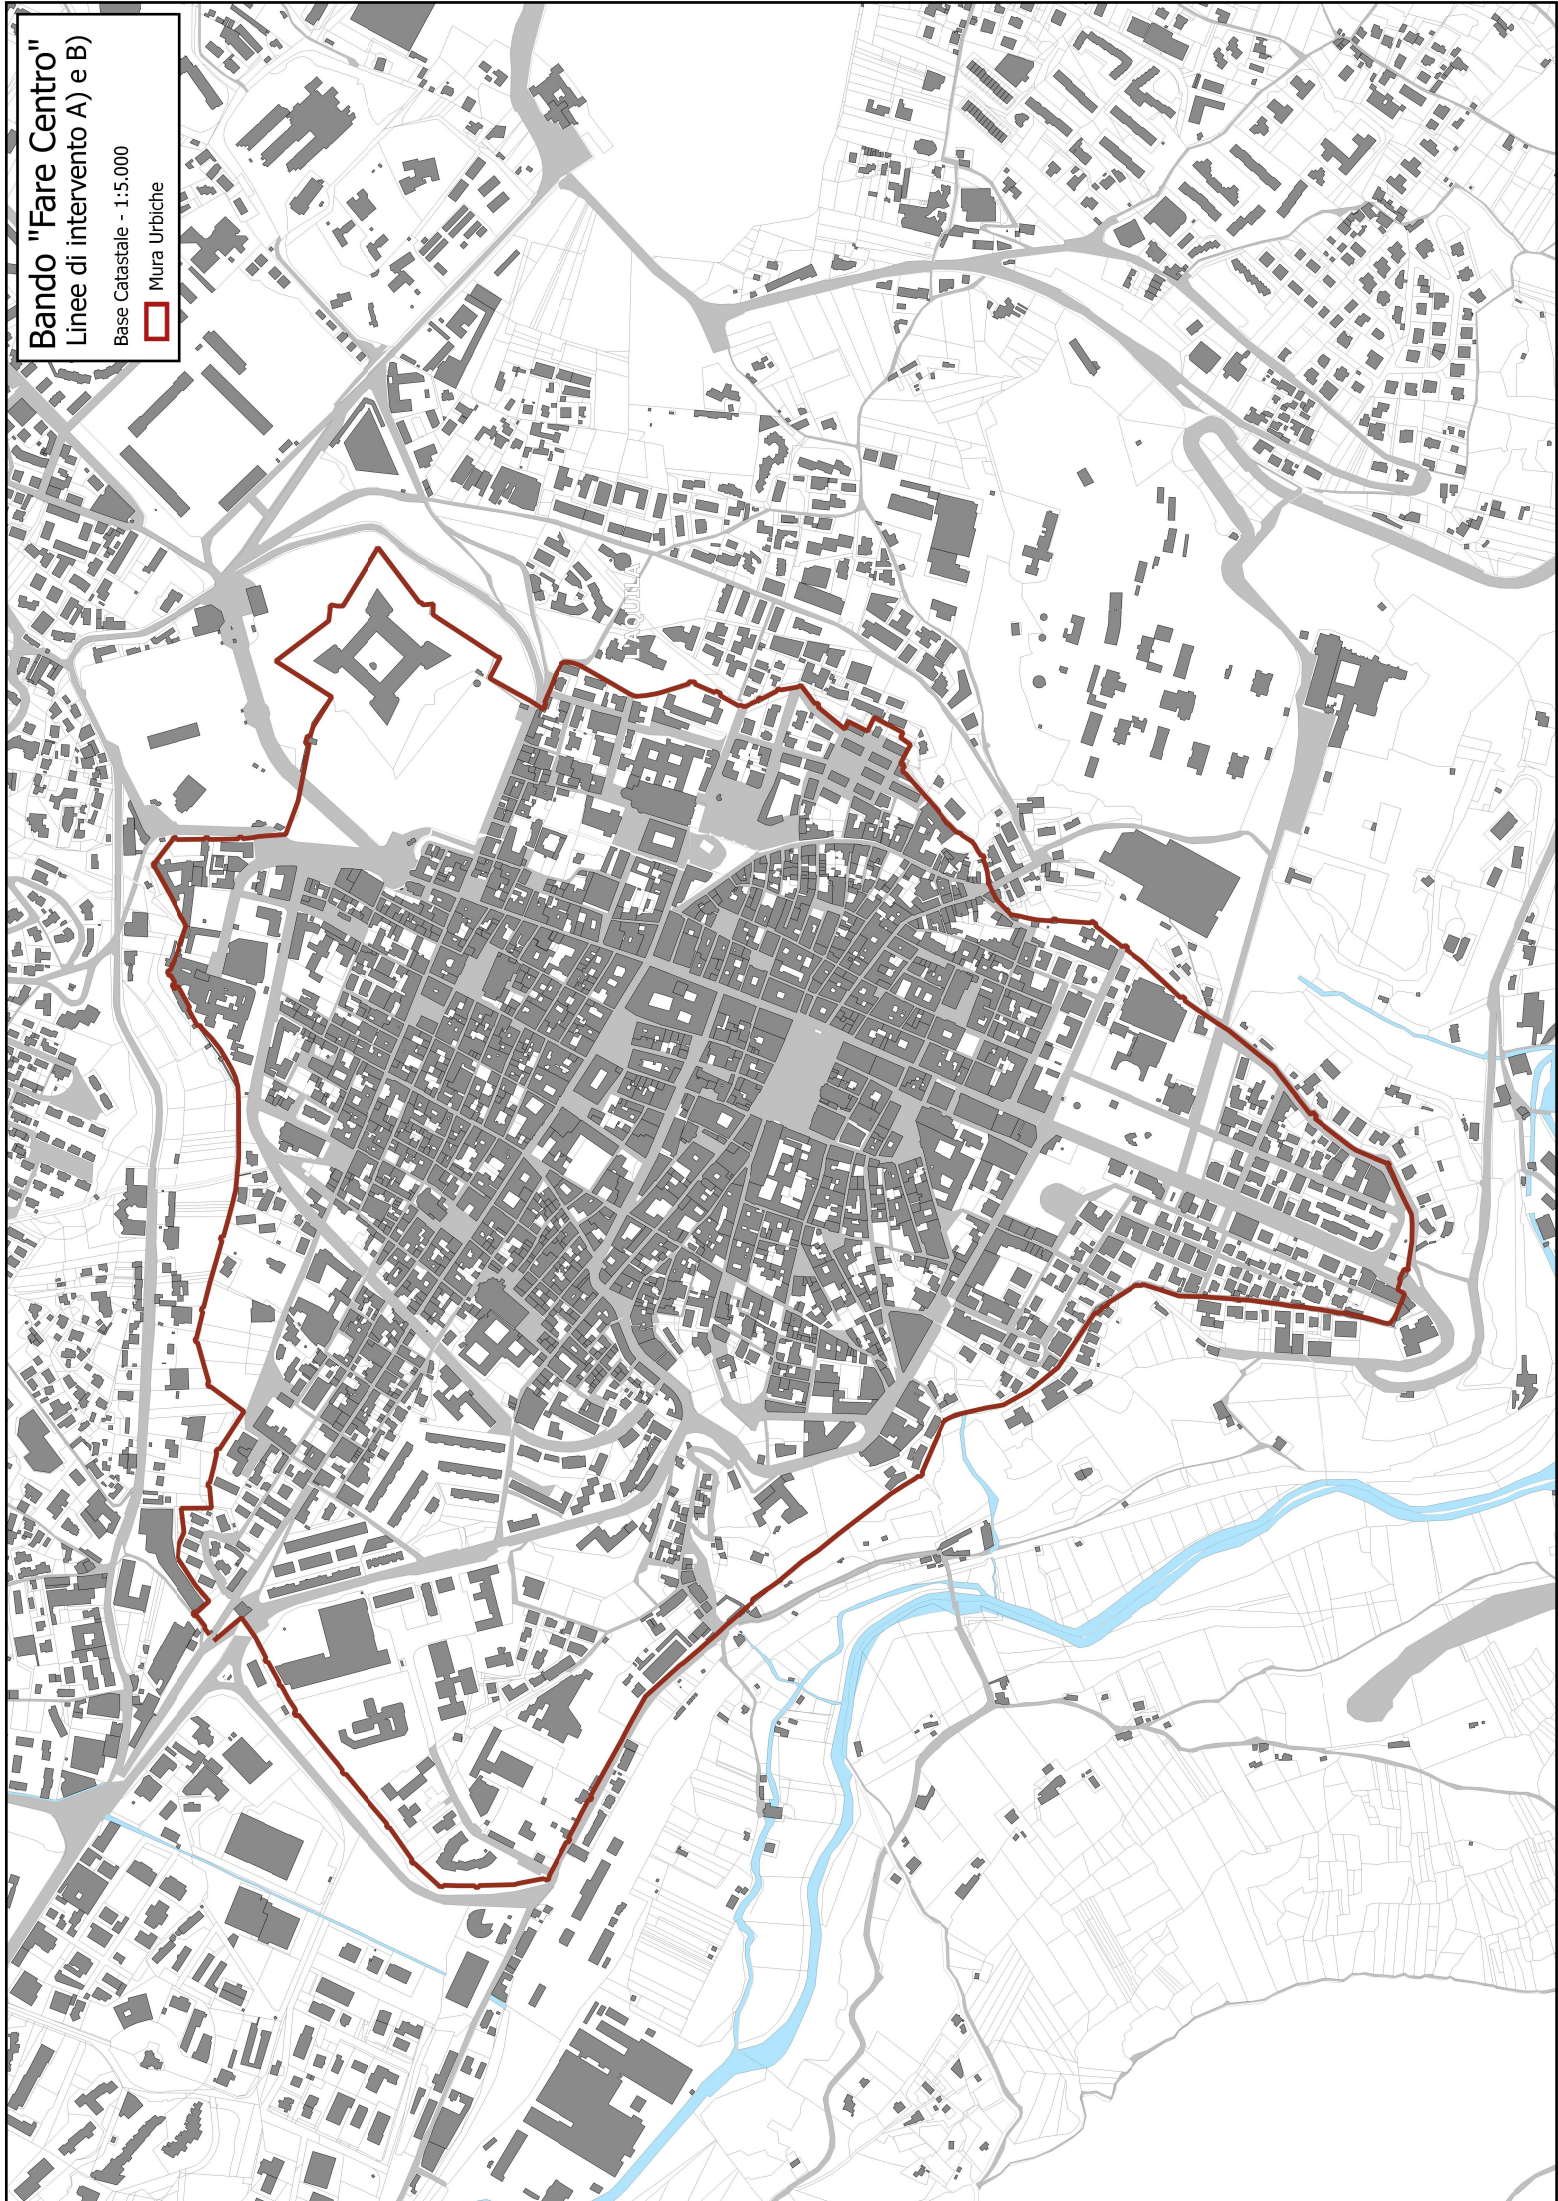 Bando "Fare Centro"
Linee di intervento A) e B)
Base Catastale - 1:5.000
Mura Urbiche
L'AQUILA